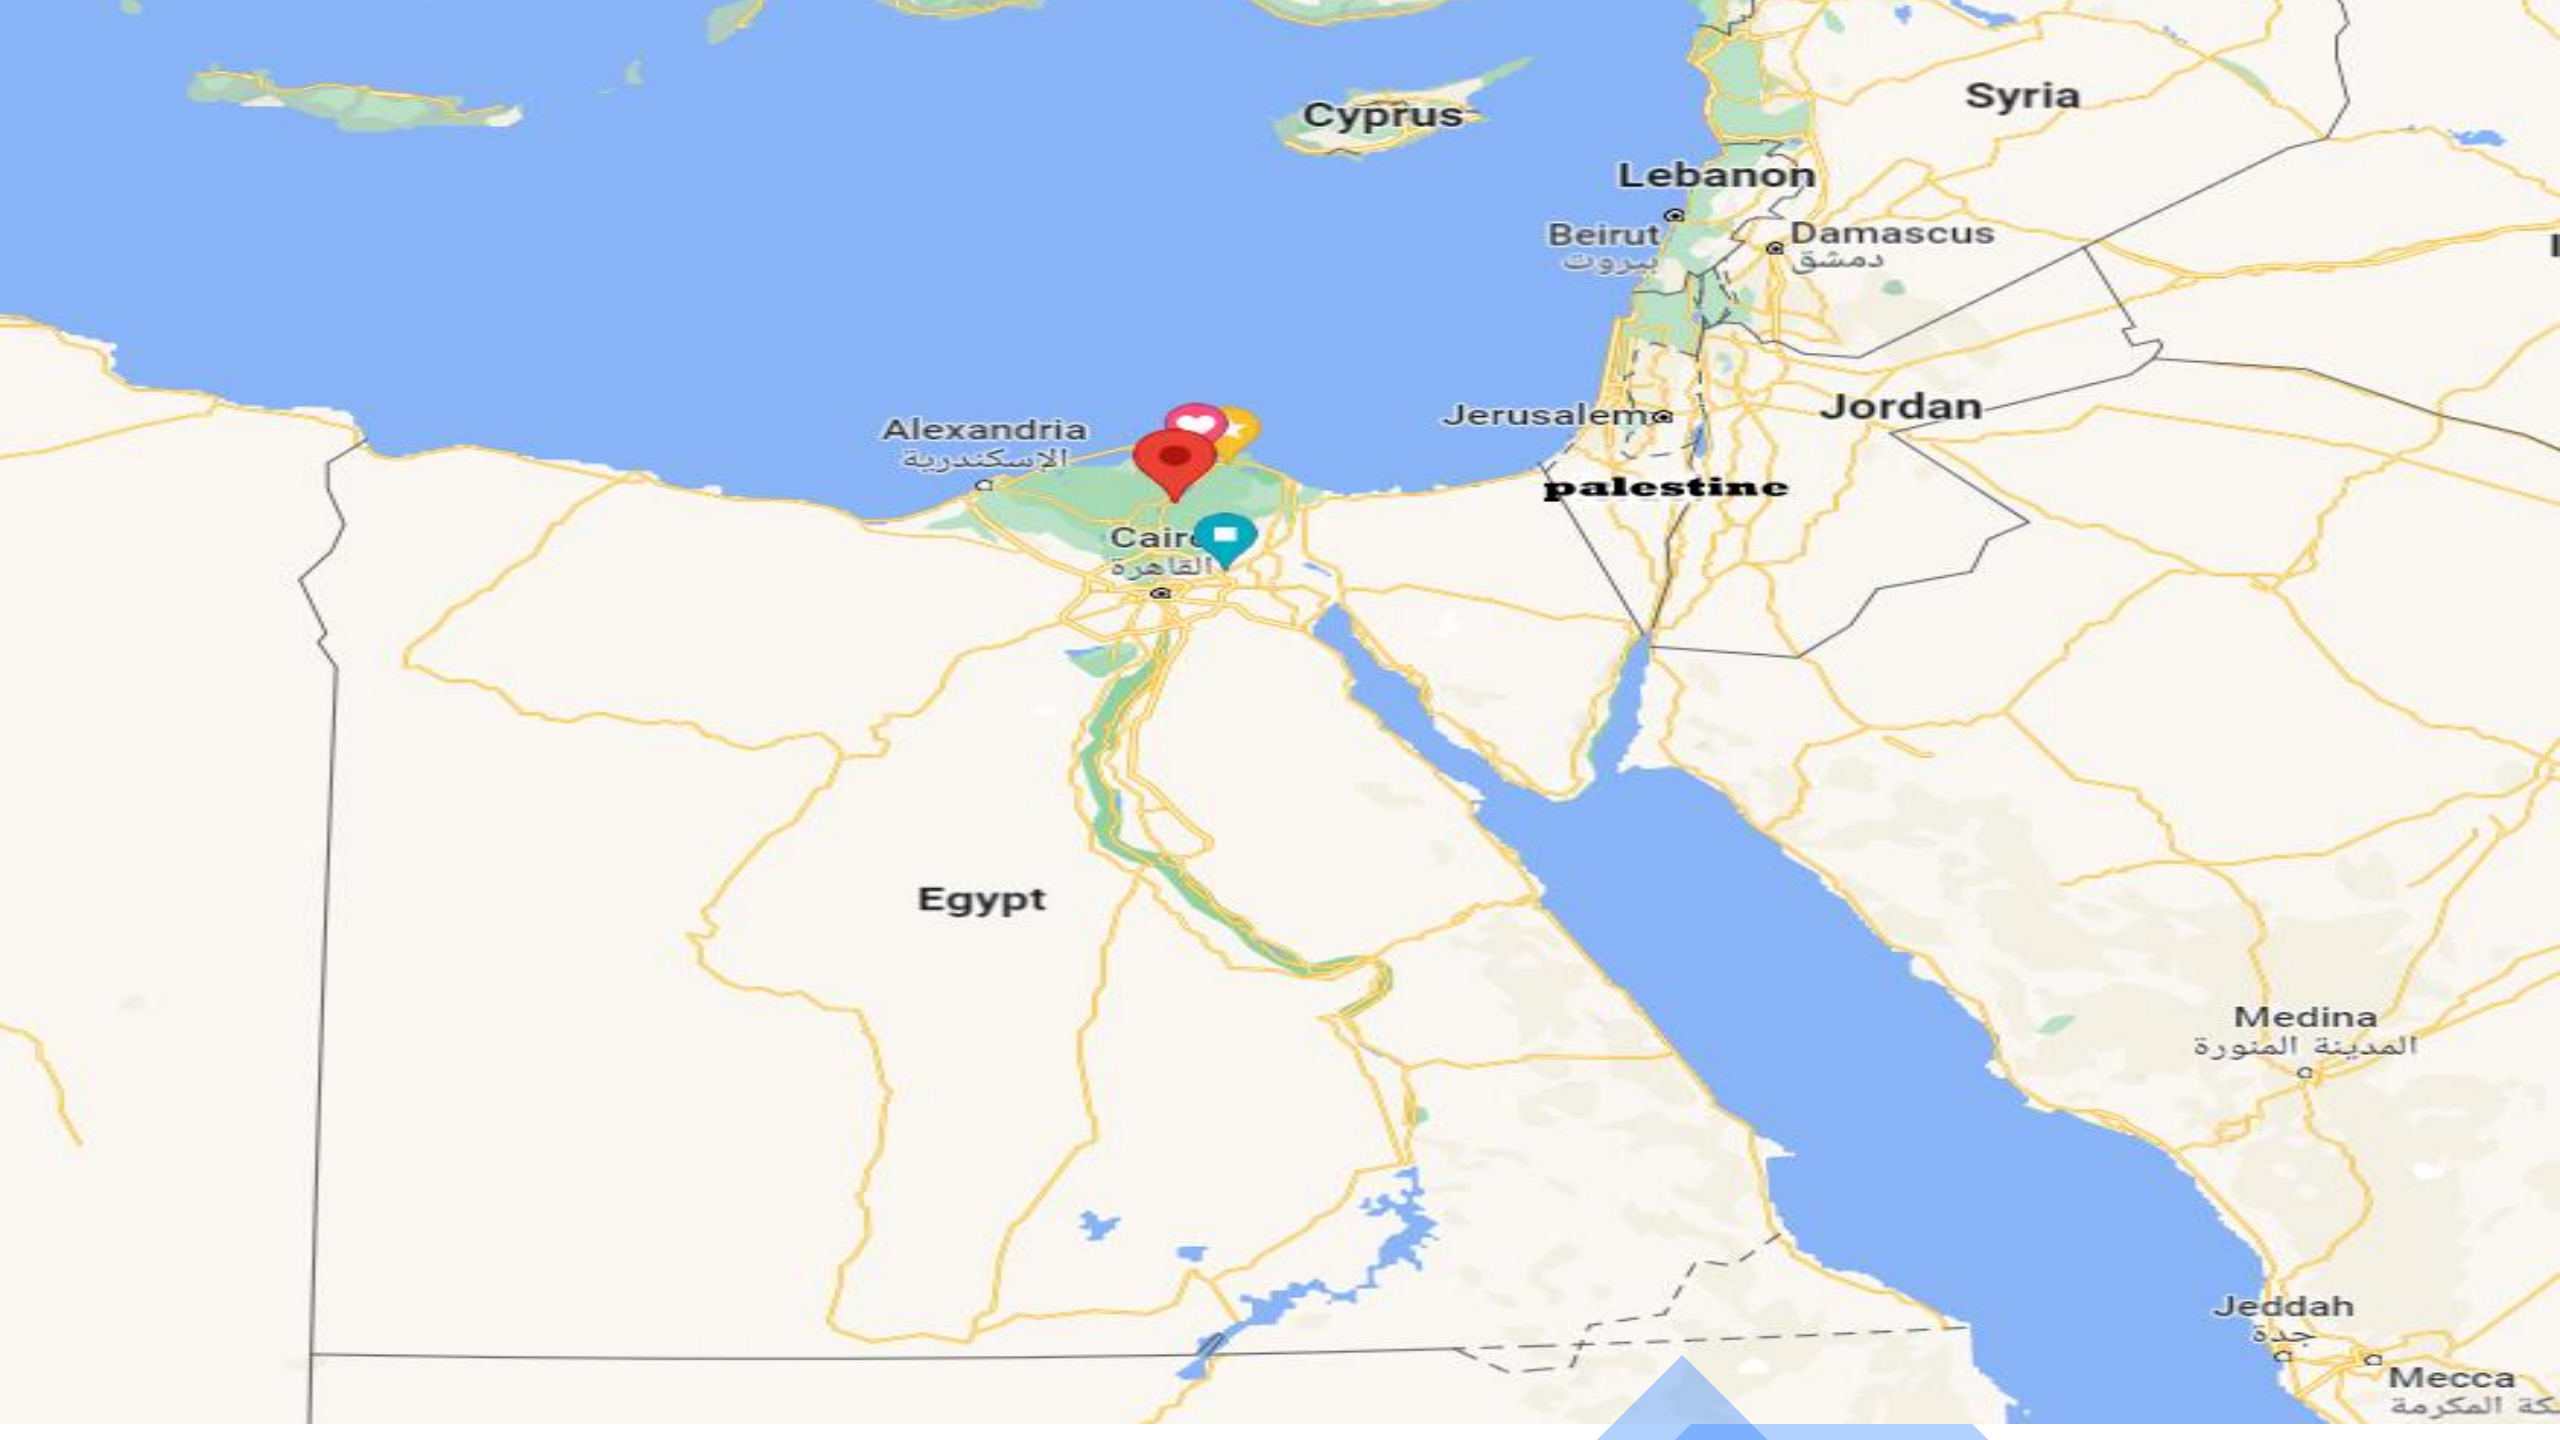 Syria
Cyprus
Lebanon
Beirut
بيروت
Damascus
دمشق
Jordan
Jerusalem
Alexandria
الإسكندرية
palestine
Cairo
القاهرة
Egypt
Medina
المدينة المنورة
Jeddah
جدة
Mecca